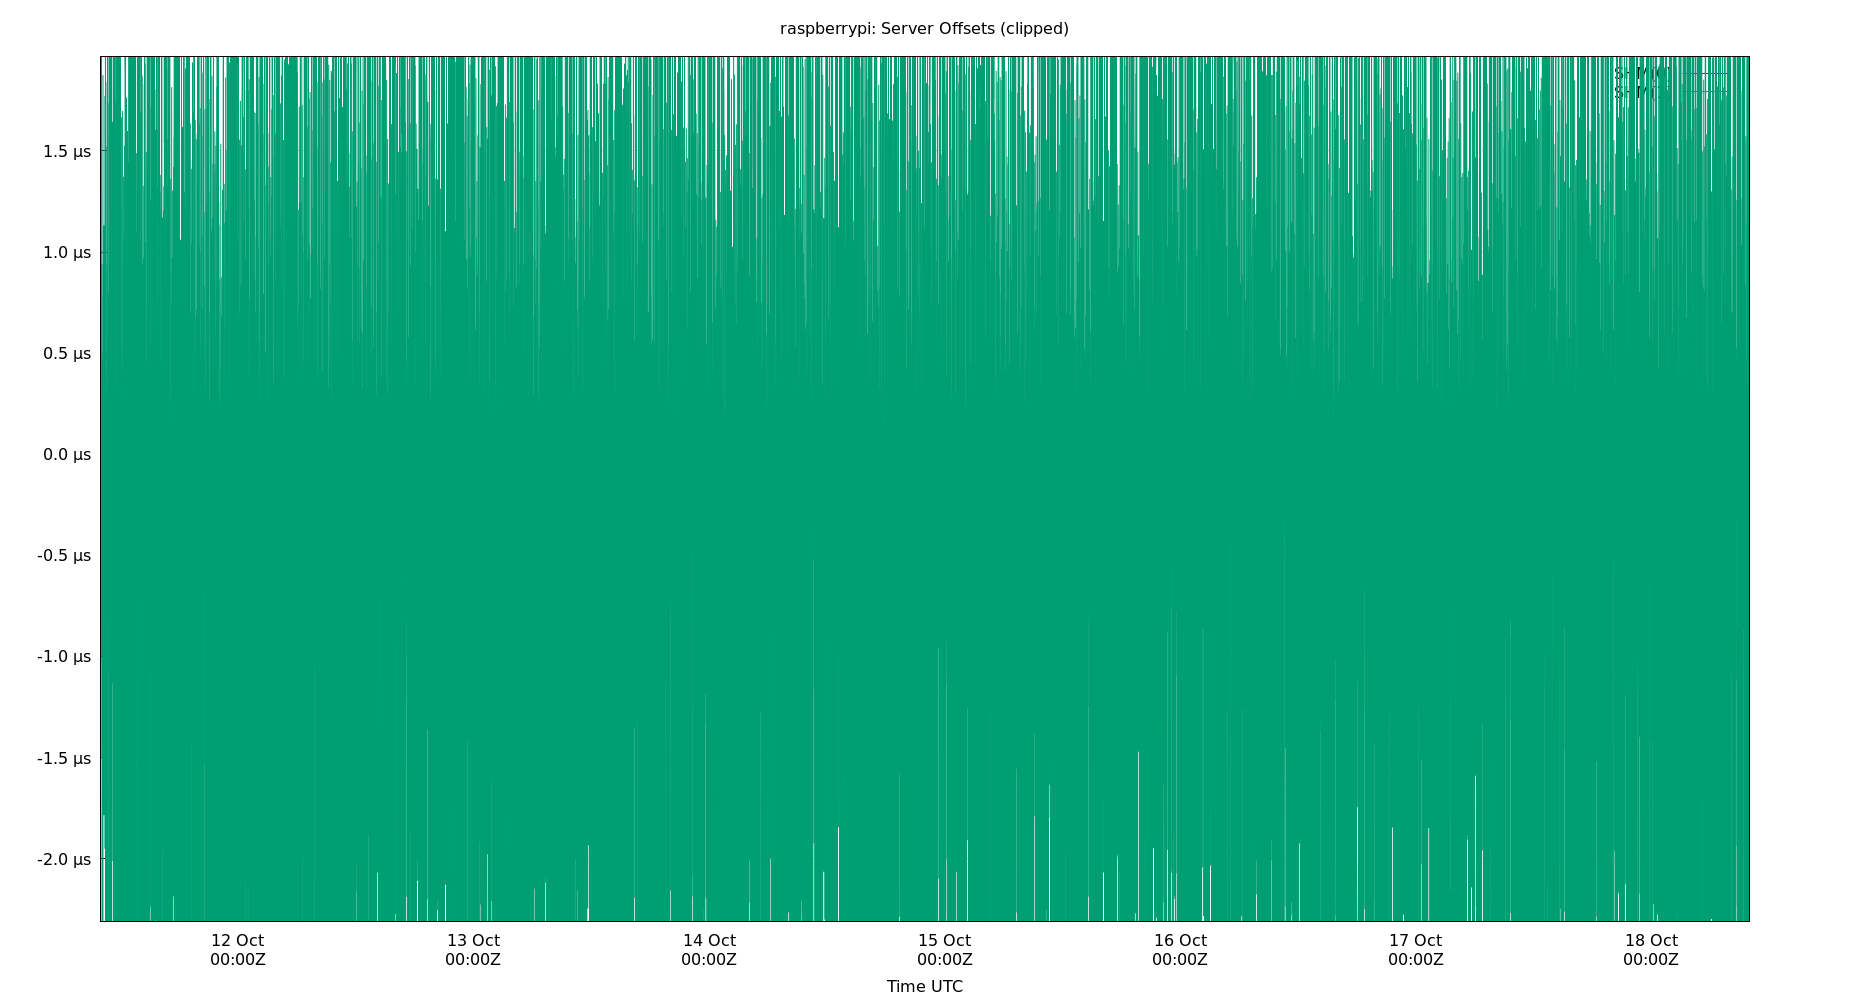 raspberrypi: Server Offsets (clipped)
1.5 µs
1.0 µs
0.5 µs
0.0 µs
-0.5 µs
-1.0 µs
-1.5 µs
-2.0 µs
12 Oct
00:00Z
13 Oct
00:00Z
14 Oct
00:00Z
15 Oct
00:00Z
16 Oct
00:00Z
17 Oct
00:00Z
18 Oct
00:00Z
Time UTC